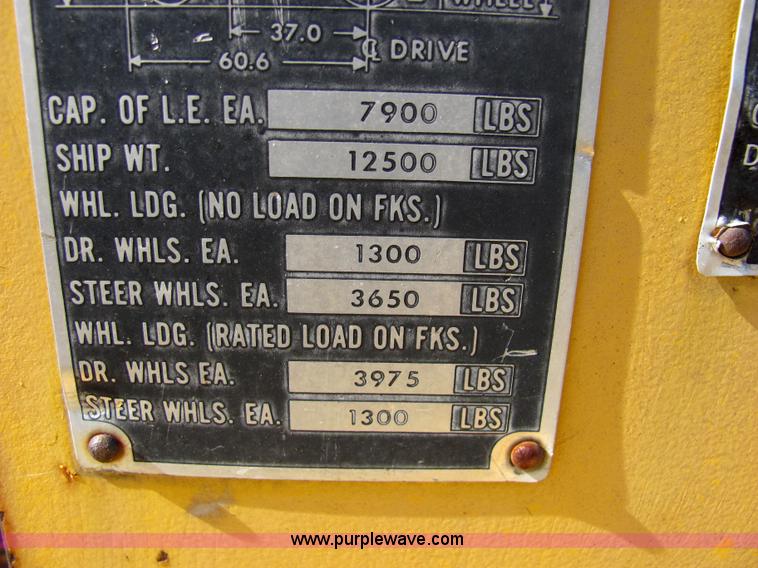 WHEEL
37.0
60.6
℄ DRIVE
CAP. OF L.E. EA. 7900 LBS
SHIP WT. 12500 LBS
WHL. LDG. (NO LOAD ON FKS.)
DR. WHLS. EA. 1300 LBS
STEER WHLS. EA. 3650 LBS
WHL. LDG. (RATED LOAD ON FKS.)
DR. WHLS EA. 3975 LBS
STEER WHLS. EA. 1300 LBS
www.purplewave.com